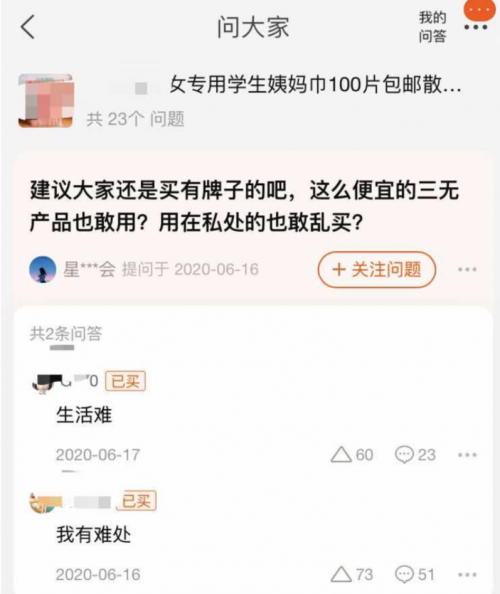 问大家
我的
问答
女专用学生姨妈巾100片包邮散...
共 23个 问题
建议大家还是买有牌子的吧，这么便宜的三无
产品也敢用？用在私处的也敢乱买？
星***会 提问于 2020-06-16
+ 关注问题
共2条问答
0 已买
生活难
2020-06-17
60
23
已买
我有难处
2020-06-16
73
51